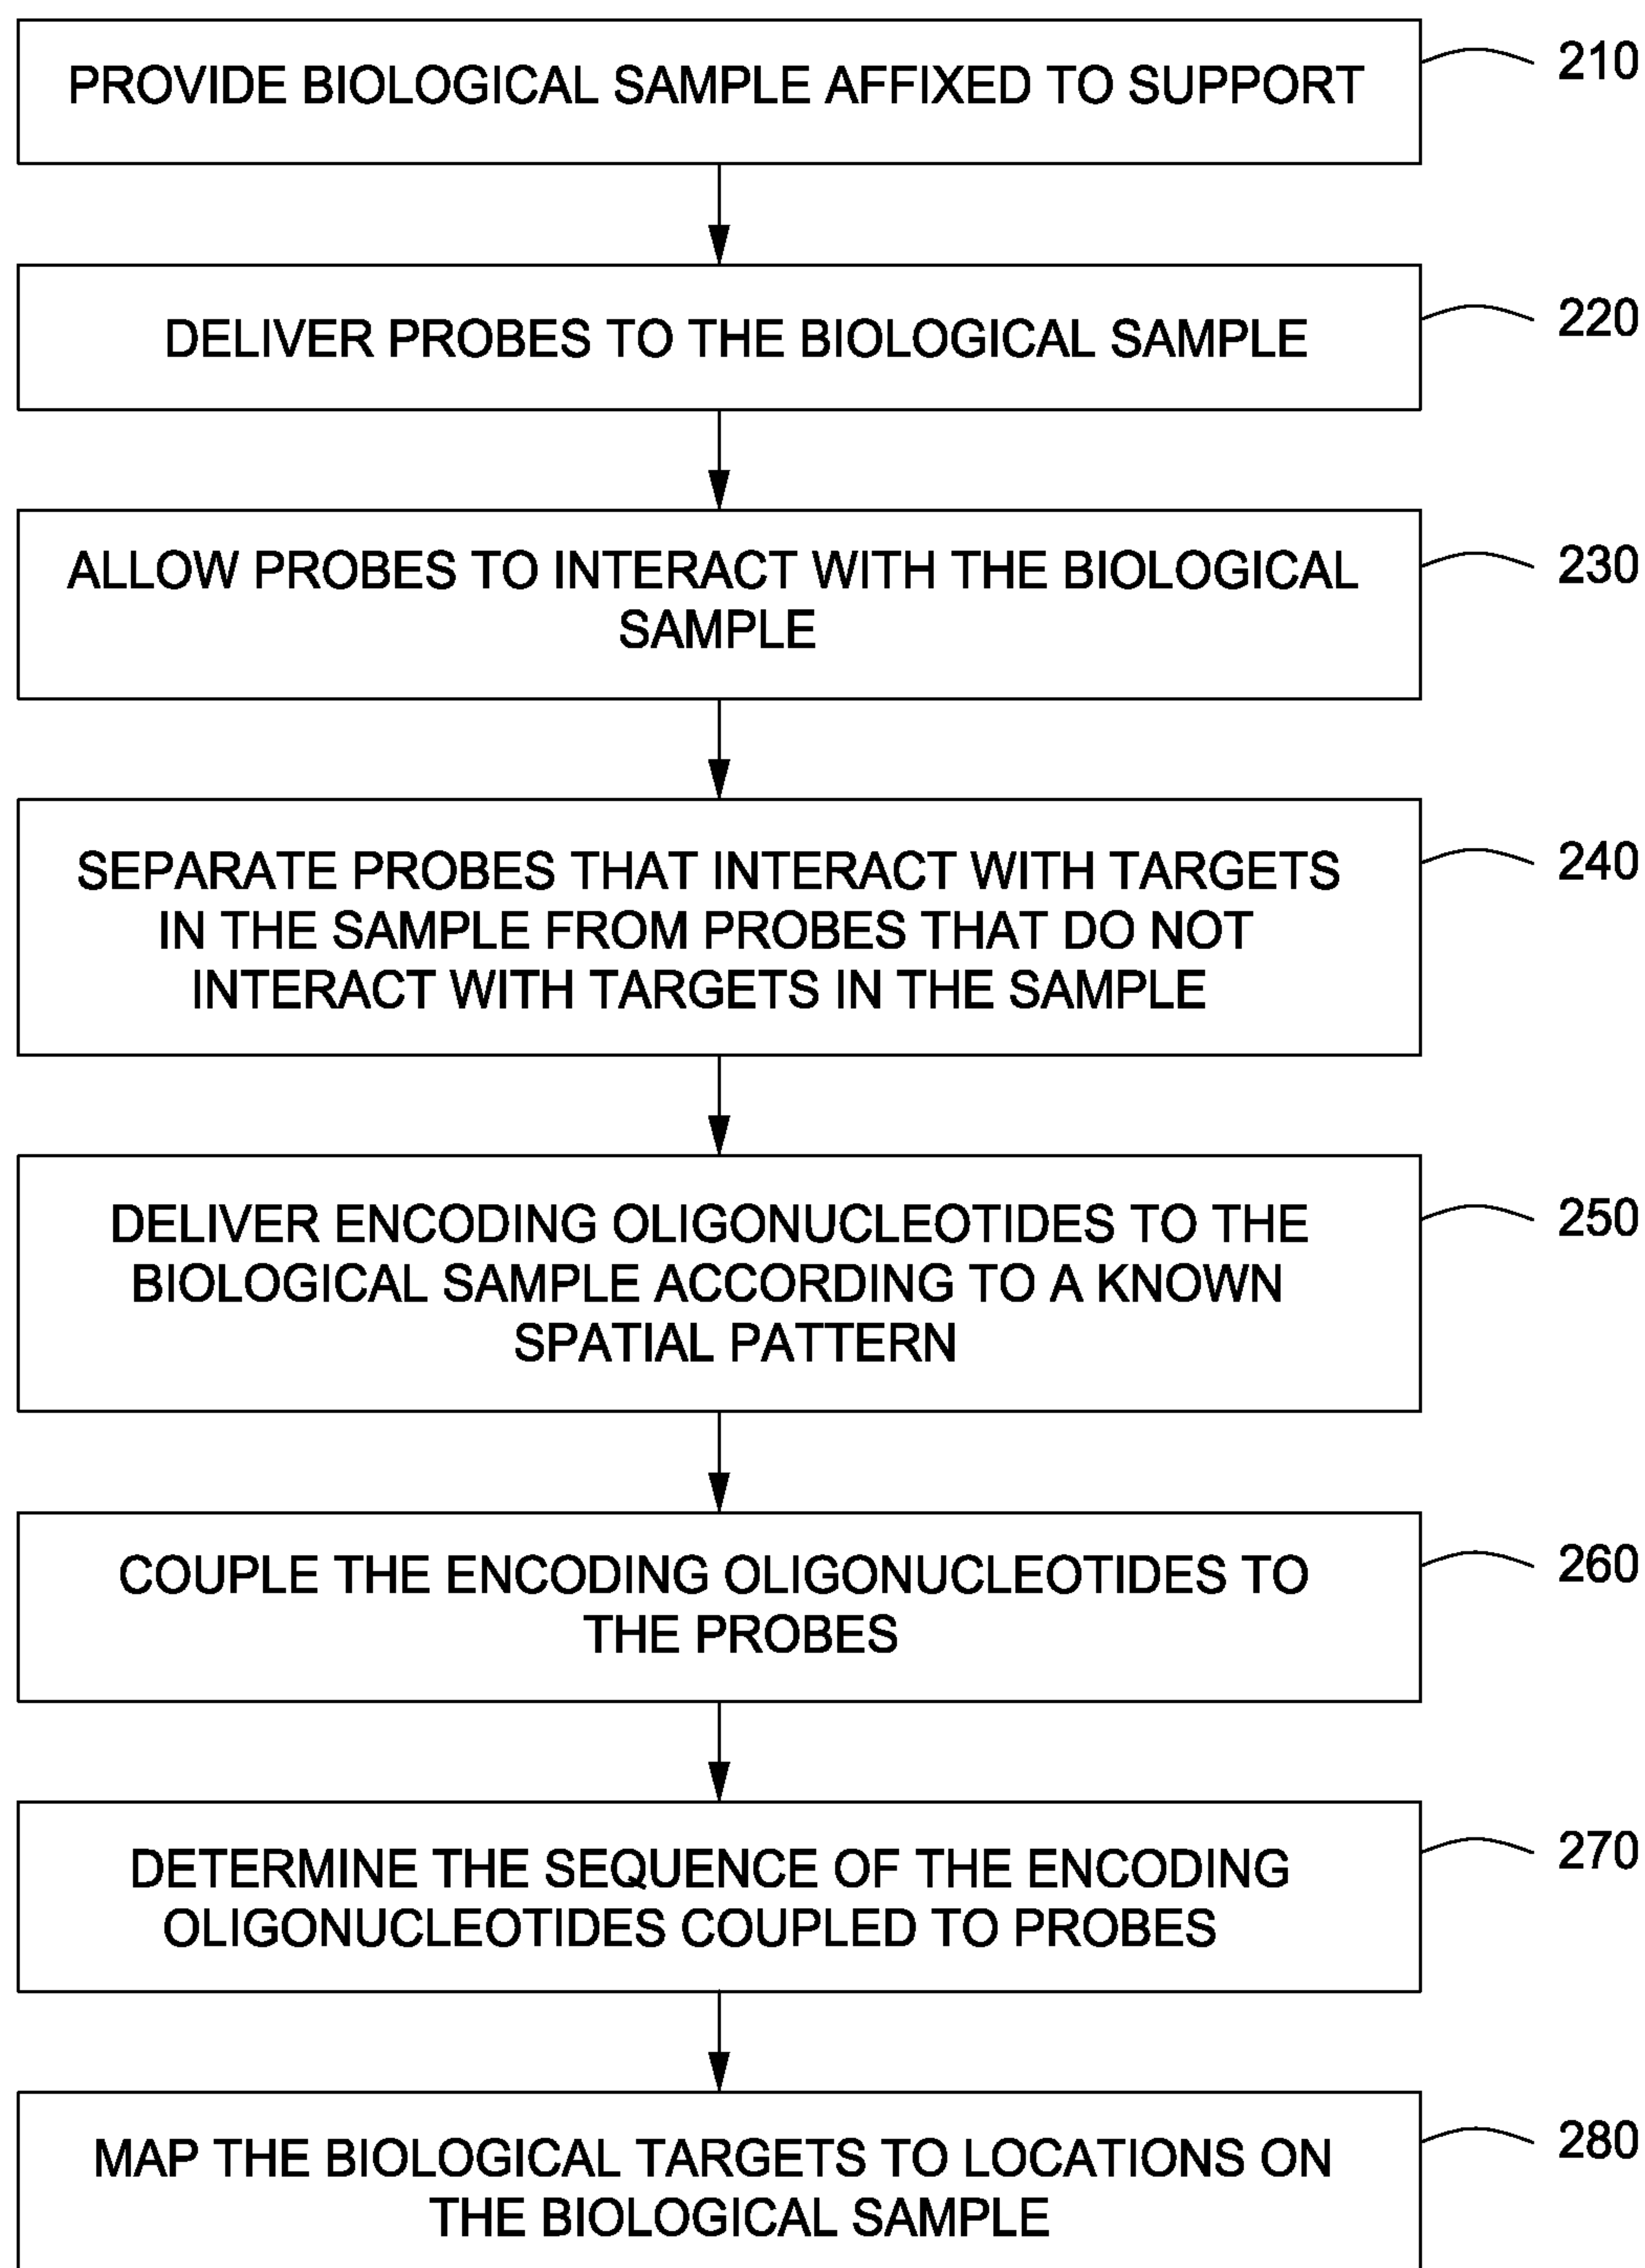 PROVIDE BIOLOGICAL SAMPLE AFFIXED TO SUPPORT
210
DELIVER PROBES TO THE BIOLOGICAL SAMPLE
220
ALLOW PROBES TO INTERACT WITH THE BIOLOGICAL
SAMPLE
230
SEPARATE PROBES THAT INTERACT WITH TARGETS
IN THE SAMPLE FROM PROBES THAT DO NOT
INTERACT WITH TARGETS IN THE SAMPLE
240
DELIVER ENCODING OLIGONUCLEOTIDES TO THE
BIOLOGICAL SAMPLE ACCORDING TO A KNOWN
SPATIAL PATTERN
250
COUPLE THE ENCODING OLIGONUCLEOTIDES TO
THE PROBES
260
DETERMINE THE SEQUENCE OF THE ENCODING
OLIGONUCLEOTIDES COUPLED TO PROBES
270
MAP THE BIOLOGICAL TARGETS TO LOCATIONS ON
THE BIOLOGICAL SAMPLE
280